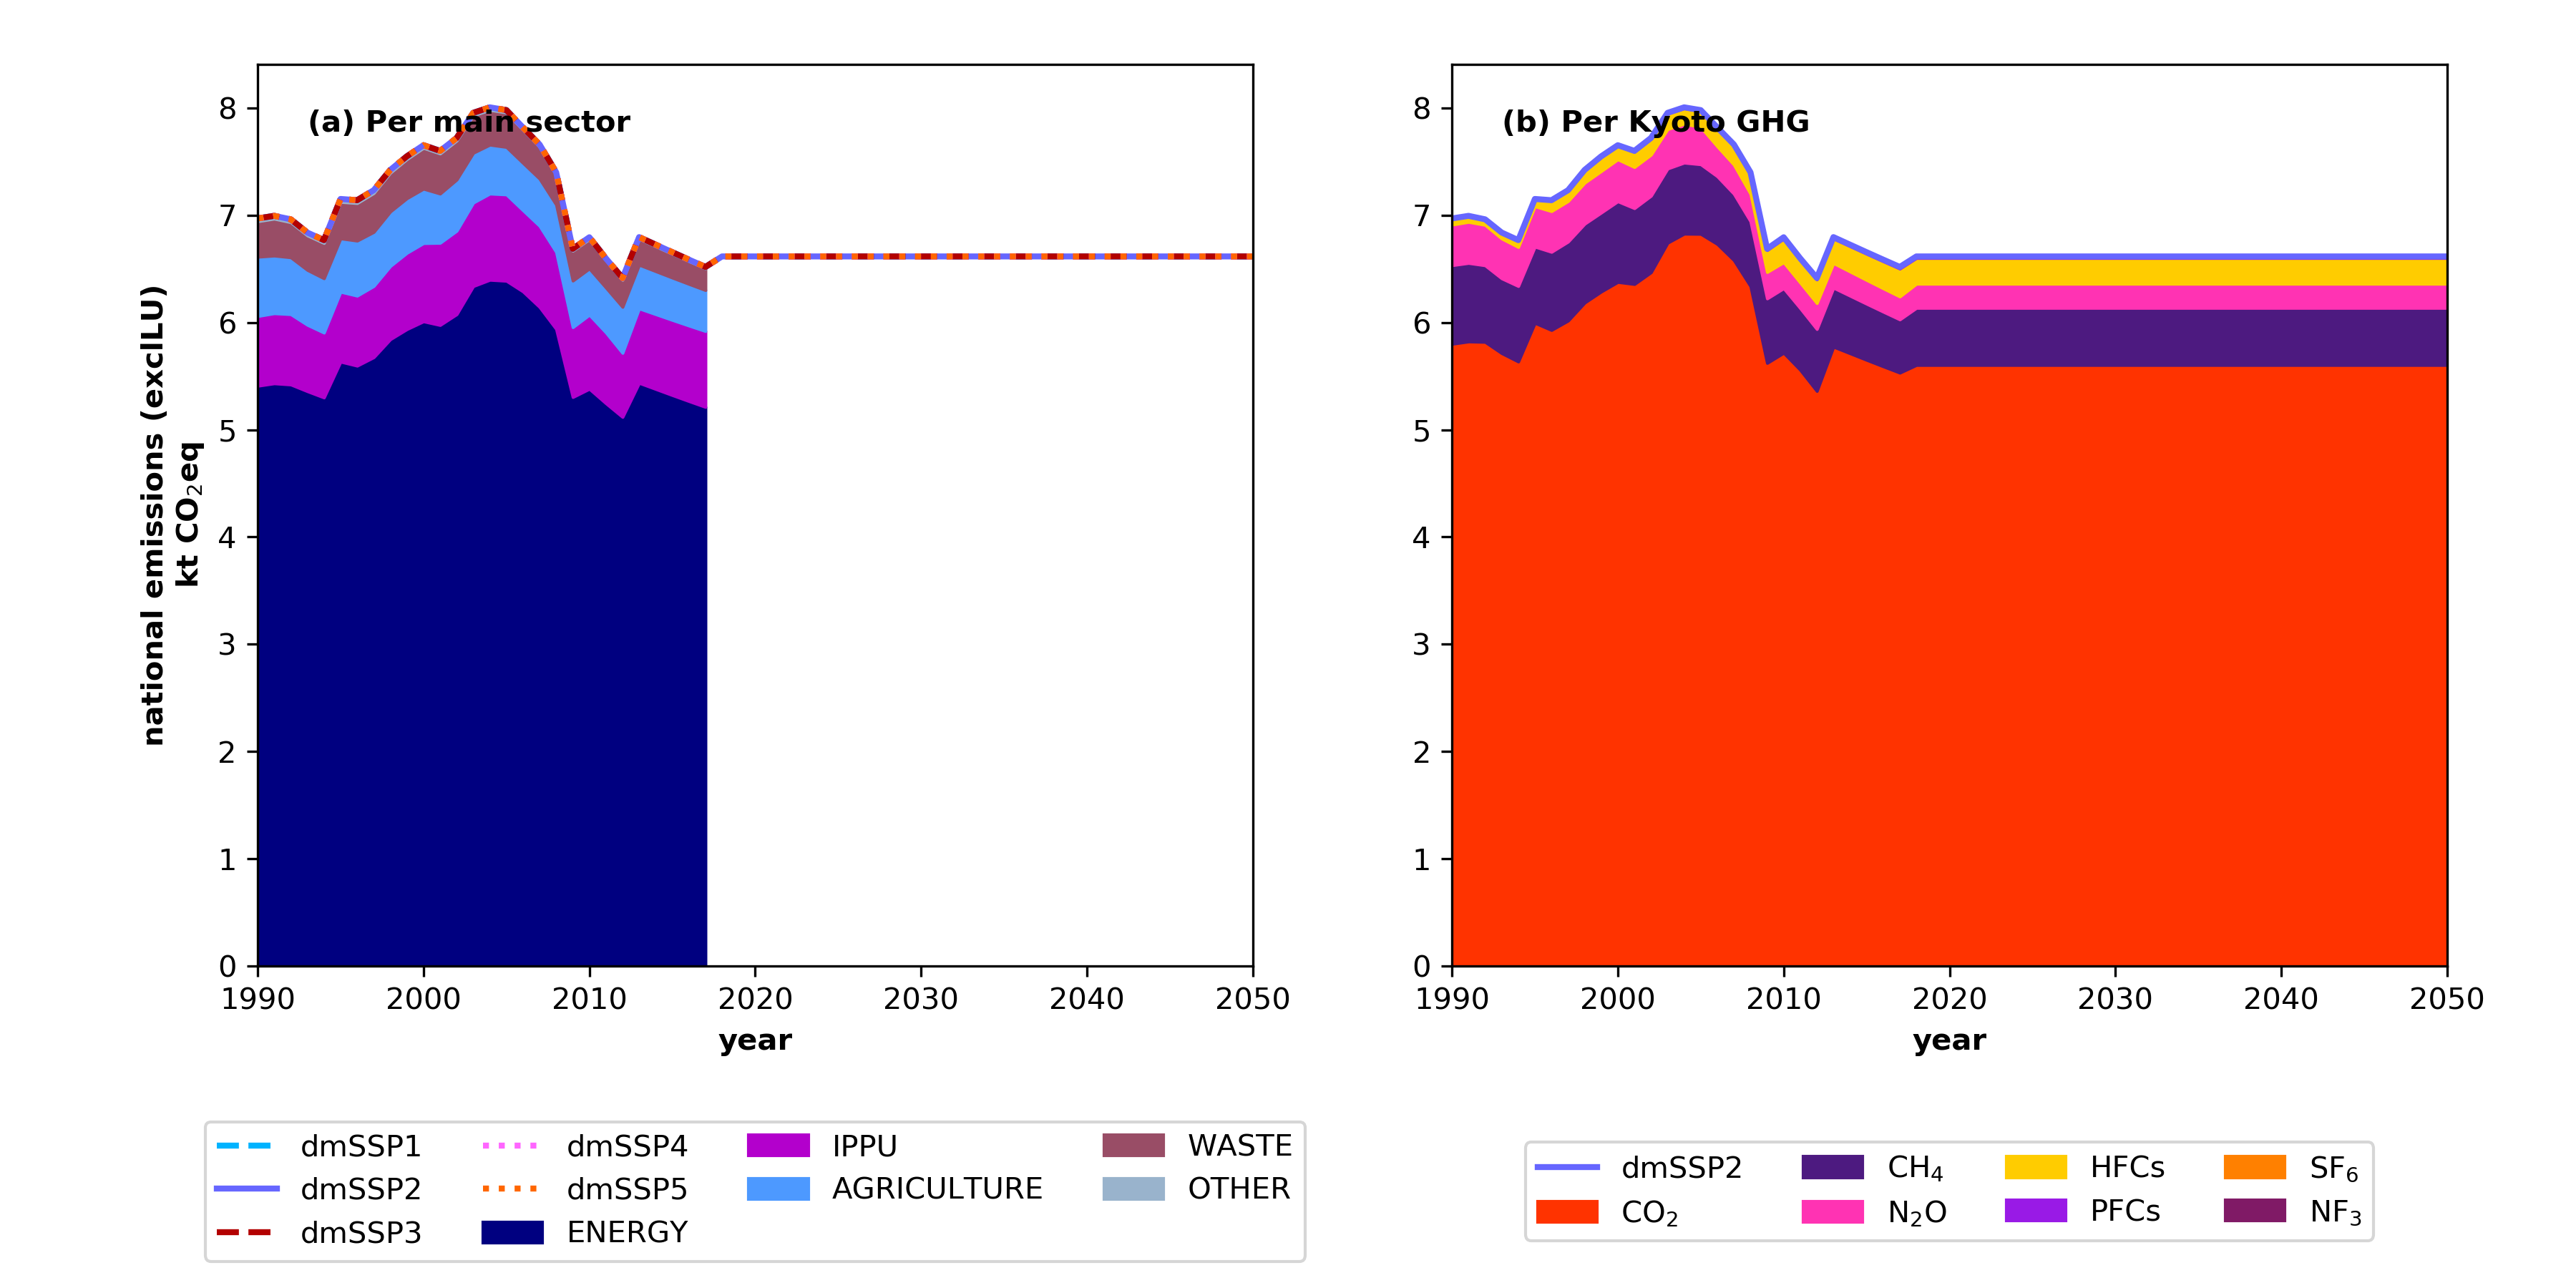 (a) Per main sector
national emissions (exclLU)
kt CO₂eq
8
7
6
5
4
3
2
1
0
1990 2000 2010 2020 2030 2040 2050
year
dmSSP1 dmSSP4 IPPU WASTE
dmSSP2 dmSSP5 AGRICULTURE OTHER
dmSSP3 ENERGY
(b) Per Kyoto GHG
8
7
6
5
4
3
2
1
0
1990 2000 2010 2020 2030 2040 2050
year
dmSSP2 CH₄ HFCs SF₆
CO₂ N₂O PFCs NF₃